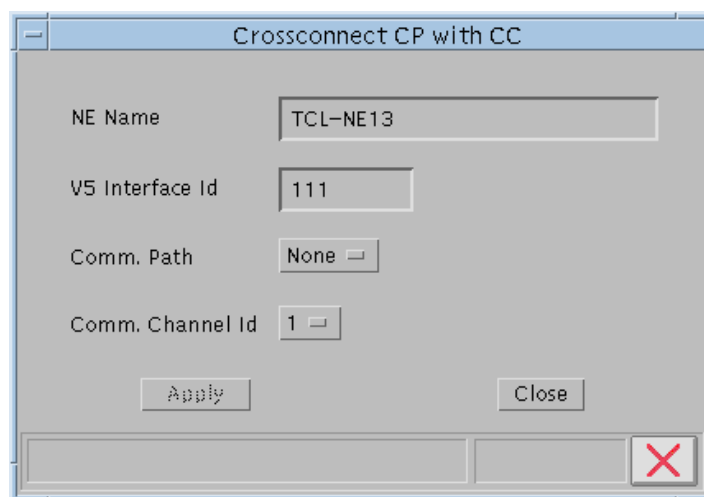 Crossconnect CP with CC
NE Name TCL-NE13
V5 Interface Id 111
Comm. Path None
Comm. Channel Id 1
Apply Close